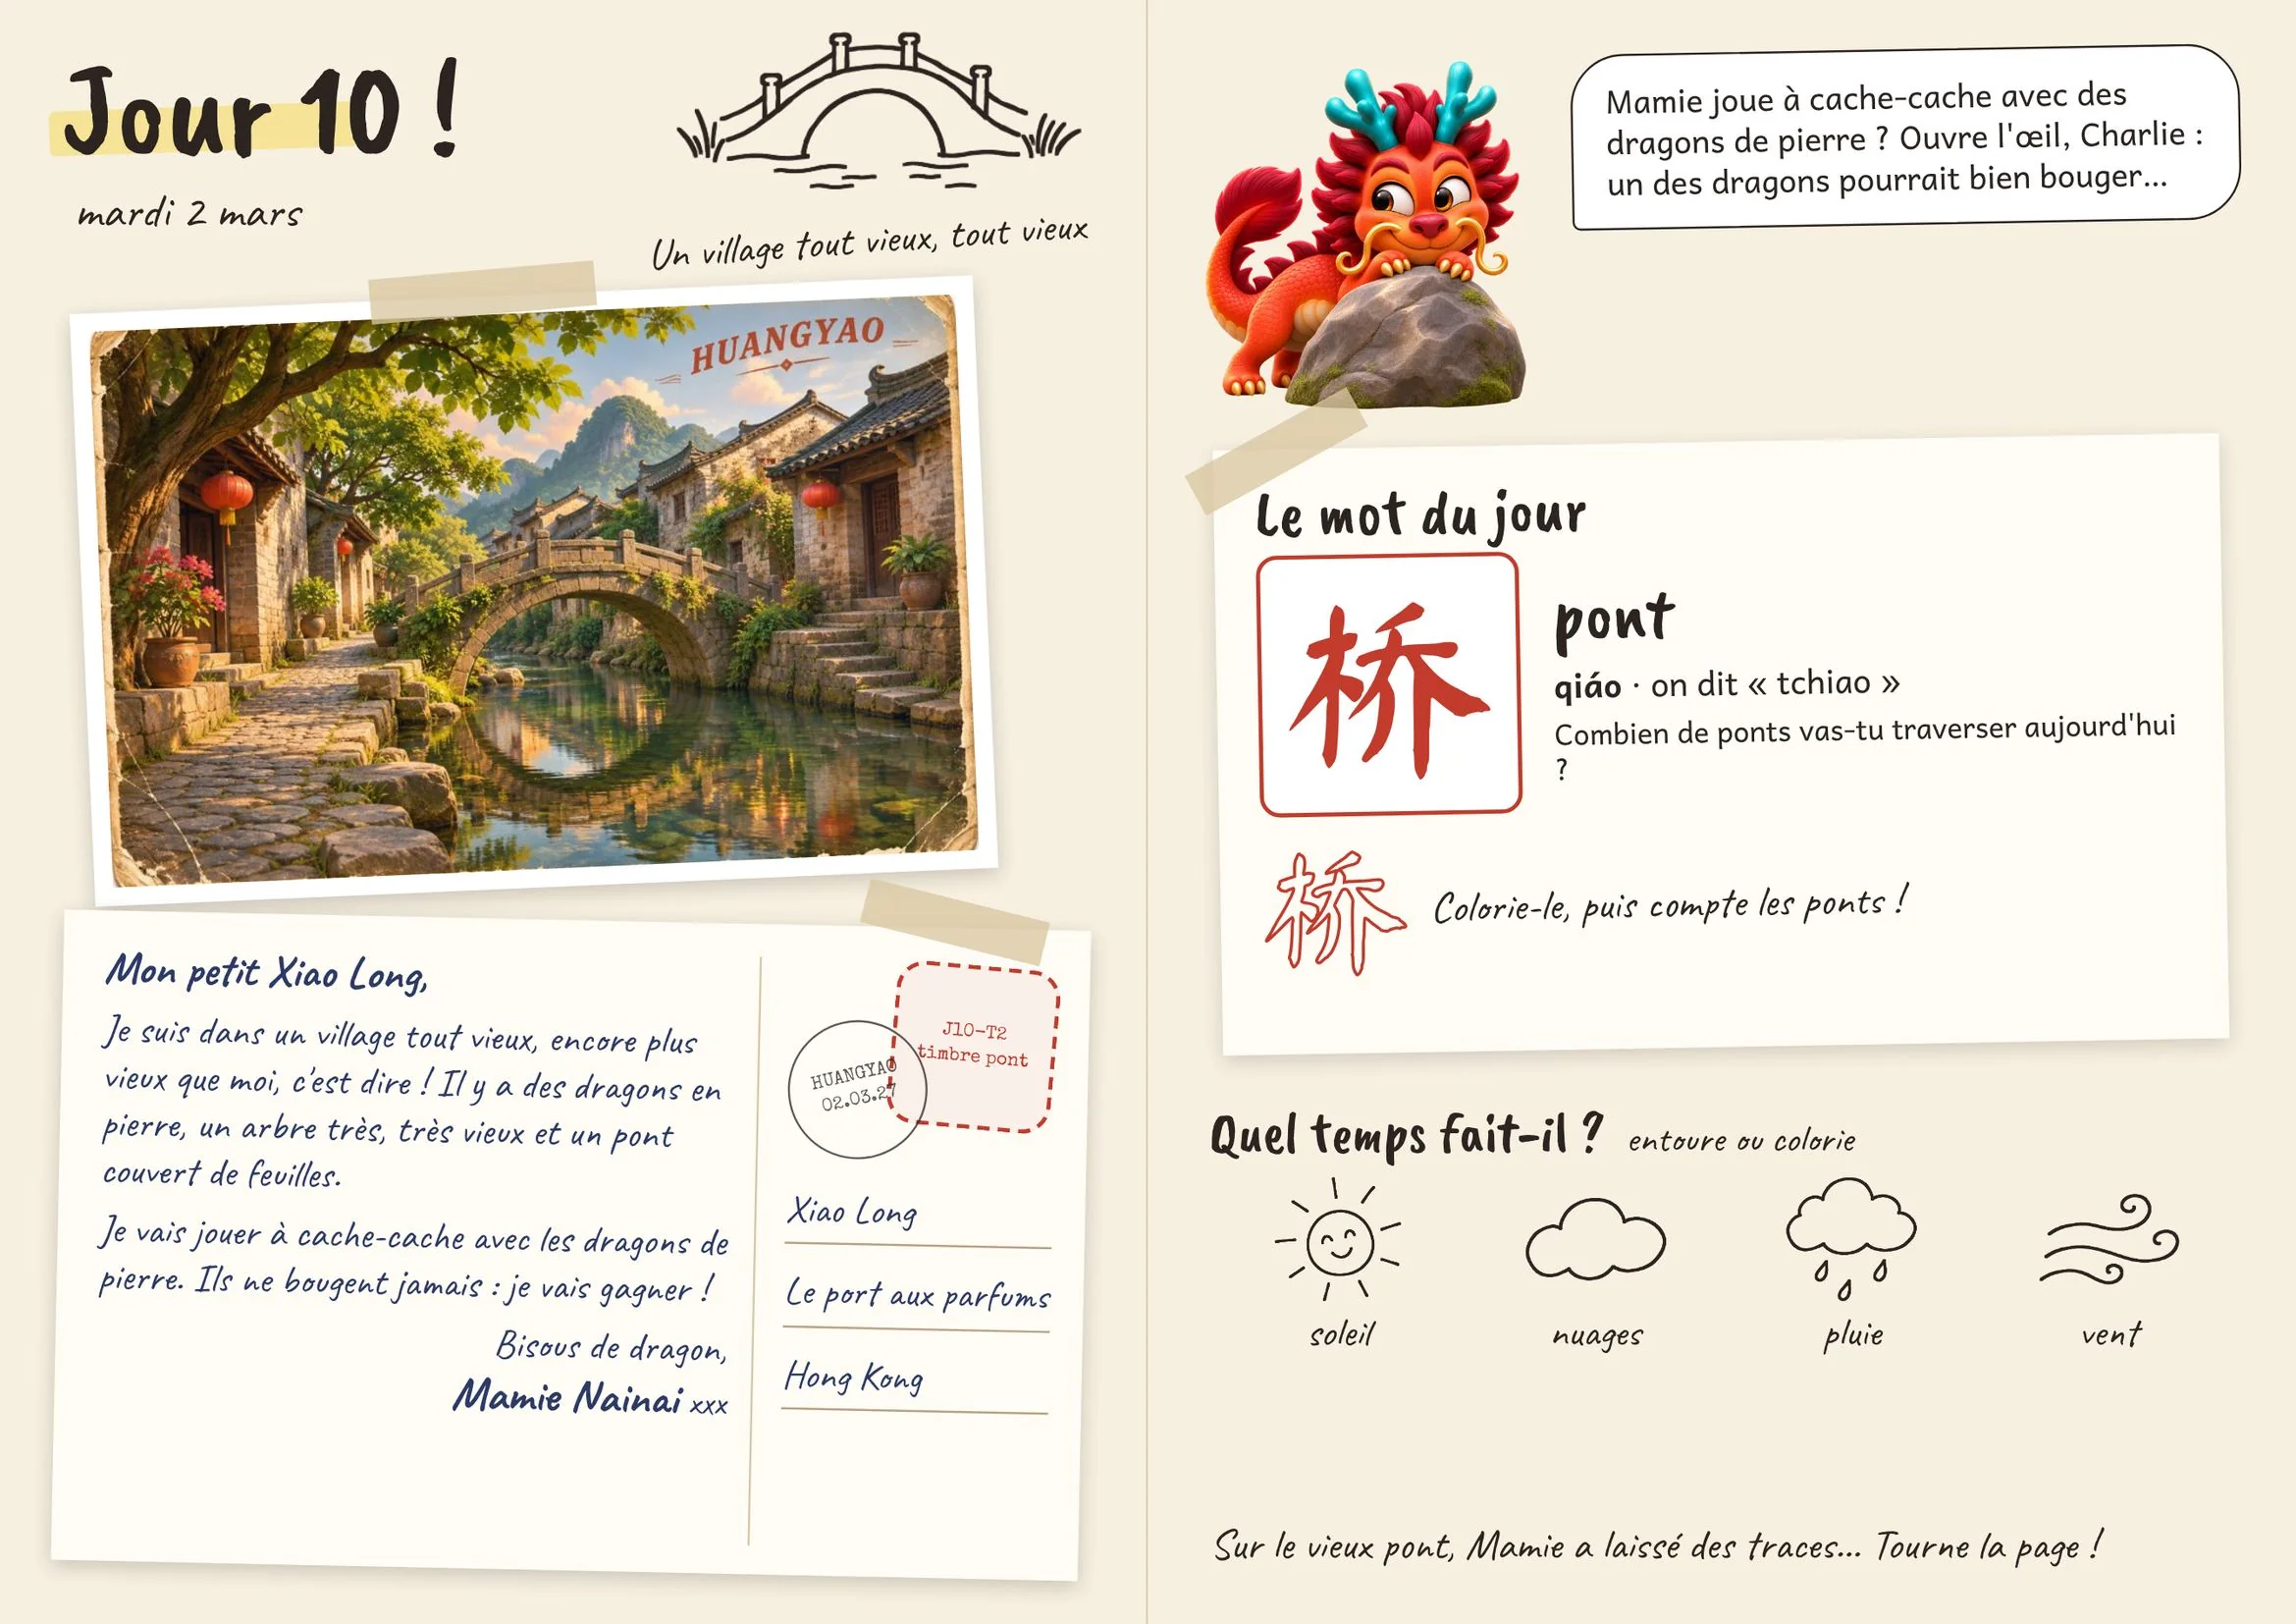 Jour 10 !
mardi 2 mars
Un village tout vieux, tout vieux
HUANGYAO
Mon petit Xiao Long,
Je suis dans un village tout vieux, encore plus
vieux que moi, c'est dire ! Il y a des dragons en
pierre, un arbre très, très vieux et un pont
couvert de feuilles.
Je vais jouer à cache-cache avec les dragons de
pierre. Ils ne bougent jamais : je vais gagner !
Bisous de dragon,
Mamie Nainai xxx
J10-T2
timbre pont
HUANGYAO
02.03.27
Xiao Long
Le port aux parfums
Hong Kong
Mamie joue à cache-cache avec des
dragons de pierre ? Ouvre l'œil, Charlie :
un des dragons pourrait bien bouger...
Le mot du jour
桥
pont
qiáo · on dit « tchiao »
Combien de ponts vas-tu traverser aujourd'hui
?
桥
Colorie-le, puis compte les ponts !
Quel temps fait-il ? entoure ou colorie
soleil
nuages
pluie
vent
Sur le vieux pont, Mamie a laissé des traces... Tourne la page !